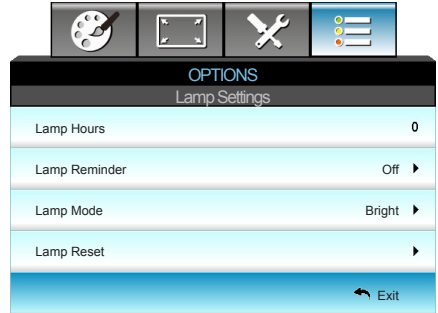 OPTIONS
Lamp Settings
Lamp Hours 0
Lamp Reminder Off
Lamp Mode Bright
Lamp Reset
Exit